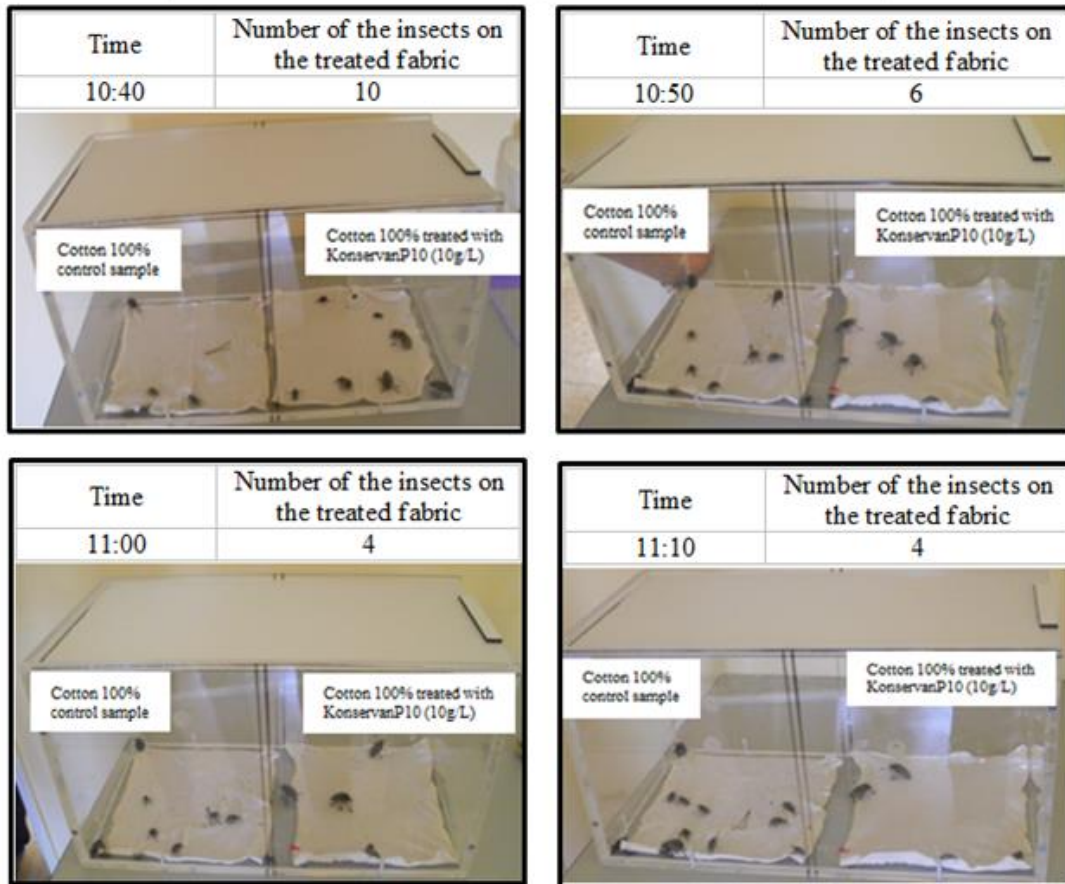 Time
Number of the insects on
the treated fabric
10:40
10
Cotton 100%
control sample
Cotton 100% treated with
KonservanP10 (10g/L)
Time
Number of the insects on
the treated fabric
10:50
6
Cotton 100%
control sample
Cotton 100% treated with
KonservanP10 (10g/L)
Time
Number of the insects on
the treated fabric
11:00
4
Cotton 100%
control sample
Cotton 100% treated with
KonservanP10 (10g/L)
Time
Number of the insects on
the treated fabric
11:10
4
Cotton 100%
control sample
Cotton 100% treated with
KonservanP10 (10g/L)